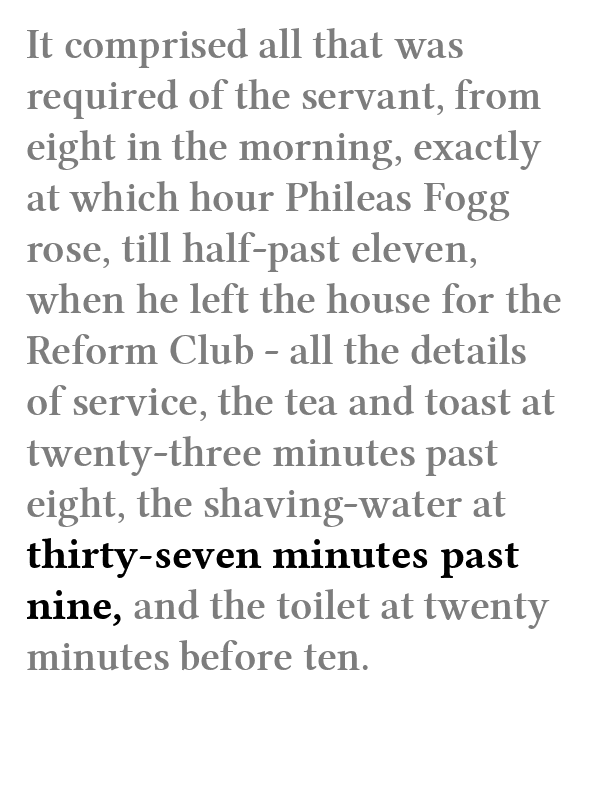 It comprised all that was
required of the servant, from
eight in the morning, exactly
at which hour Phileas Fogg
rose, till half-past eleven,
when he left the house for the
Reform Club - all the details
of service, the tea and toast at
twenty-three minutes past
eight, the shaving-water at
thirty-seven minutes past
nine, and the toilet at twenty
minutes before ten.